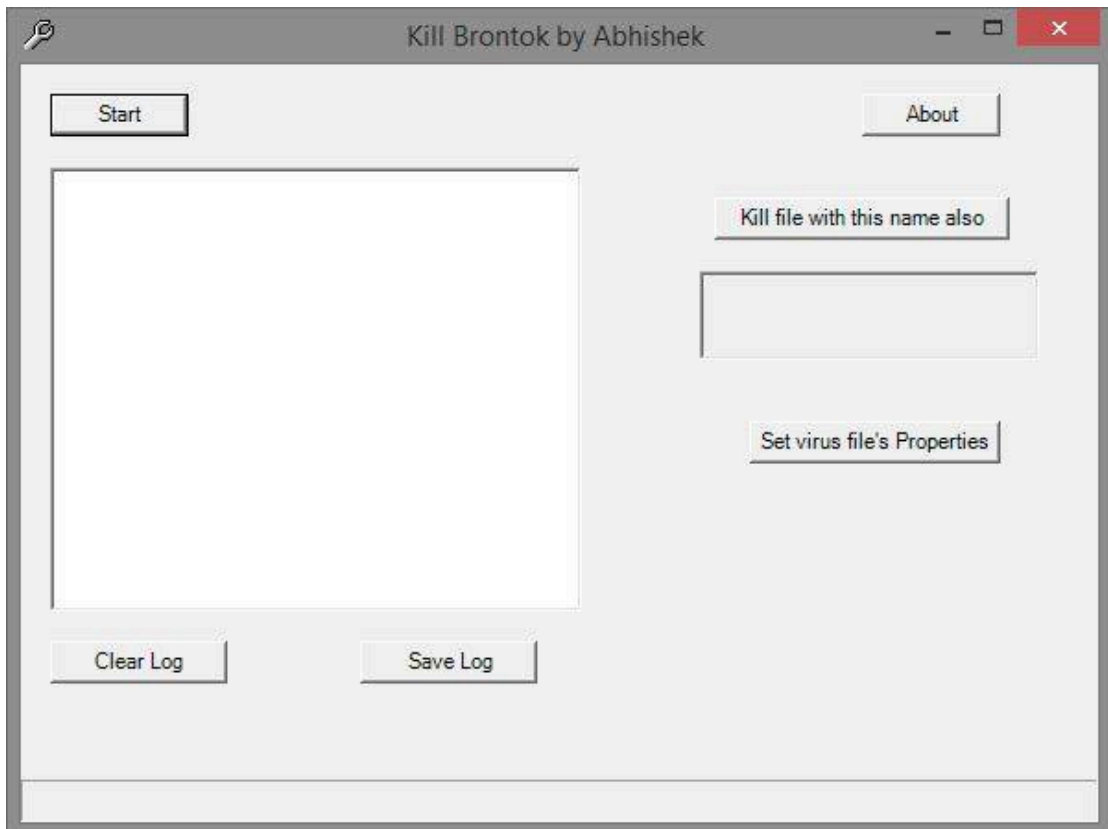 Kill Brontok by Abhishek
Start
About
Kill file with this name also
Set virus file's Properties
Clear Log
Save Log